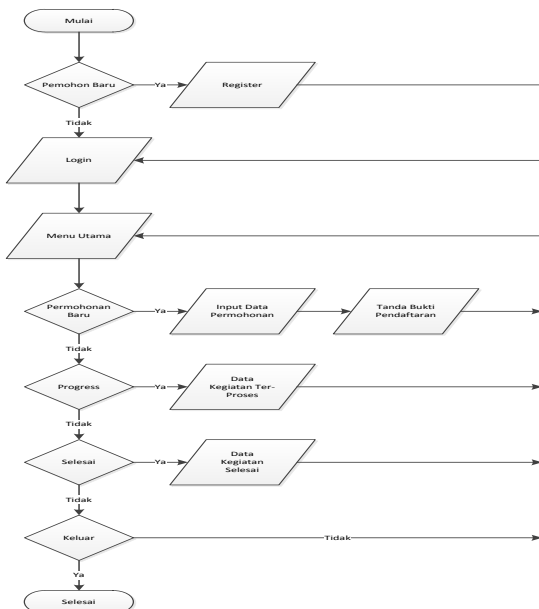 Mulai
Pemohon Baru
Ya
Register
Tidak
Login
Menu Utama
Permohonan
Baru
Ya
Input Data
Permohonan
Tanda Bukti
Pendaftaran
Tidak
Progress
Ya
Data
Kegiatan Ter-
Proses
Tidak
Selesai
Ya
Data
Kegiatan
Selesai
Tidak
Keluar
Tidak
Ya
Selesai